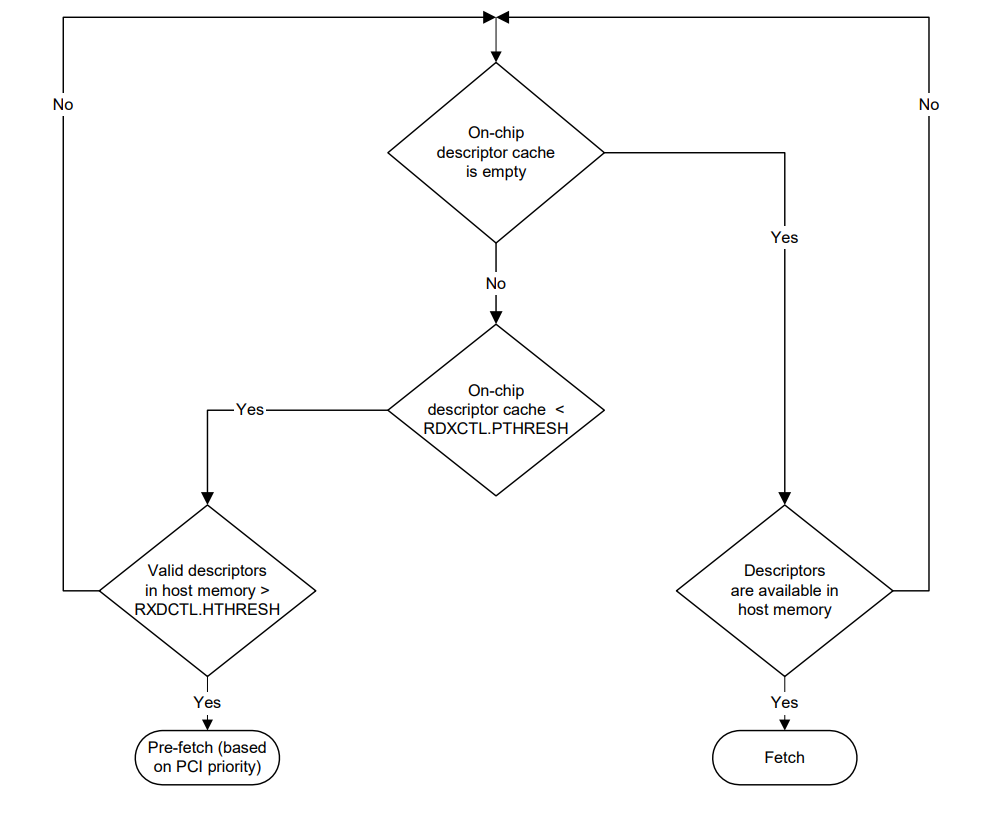 No
No
On-chip
descriptor cache
is empty
Yes
No
On-chip
descriptor cache <
RDXCTL.PTHRESH
Yes
Valid descriptors
in host memory >
RXDCTL.HTHRESH
Descriptors
are available in
host memory
Yes
Yes
Pre-fetch (based
on PCI priority)
Fetch